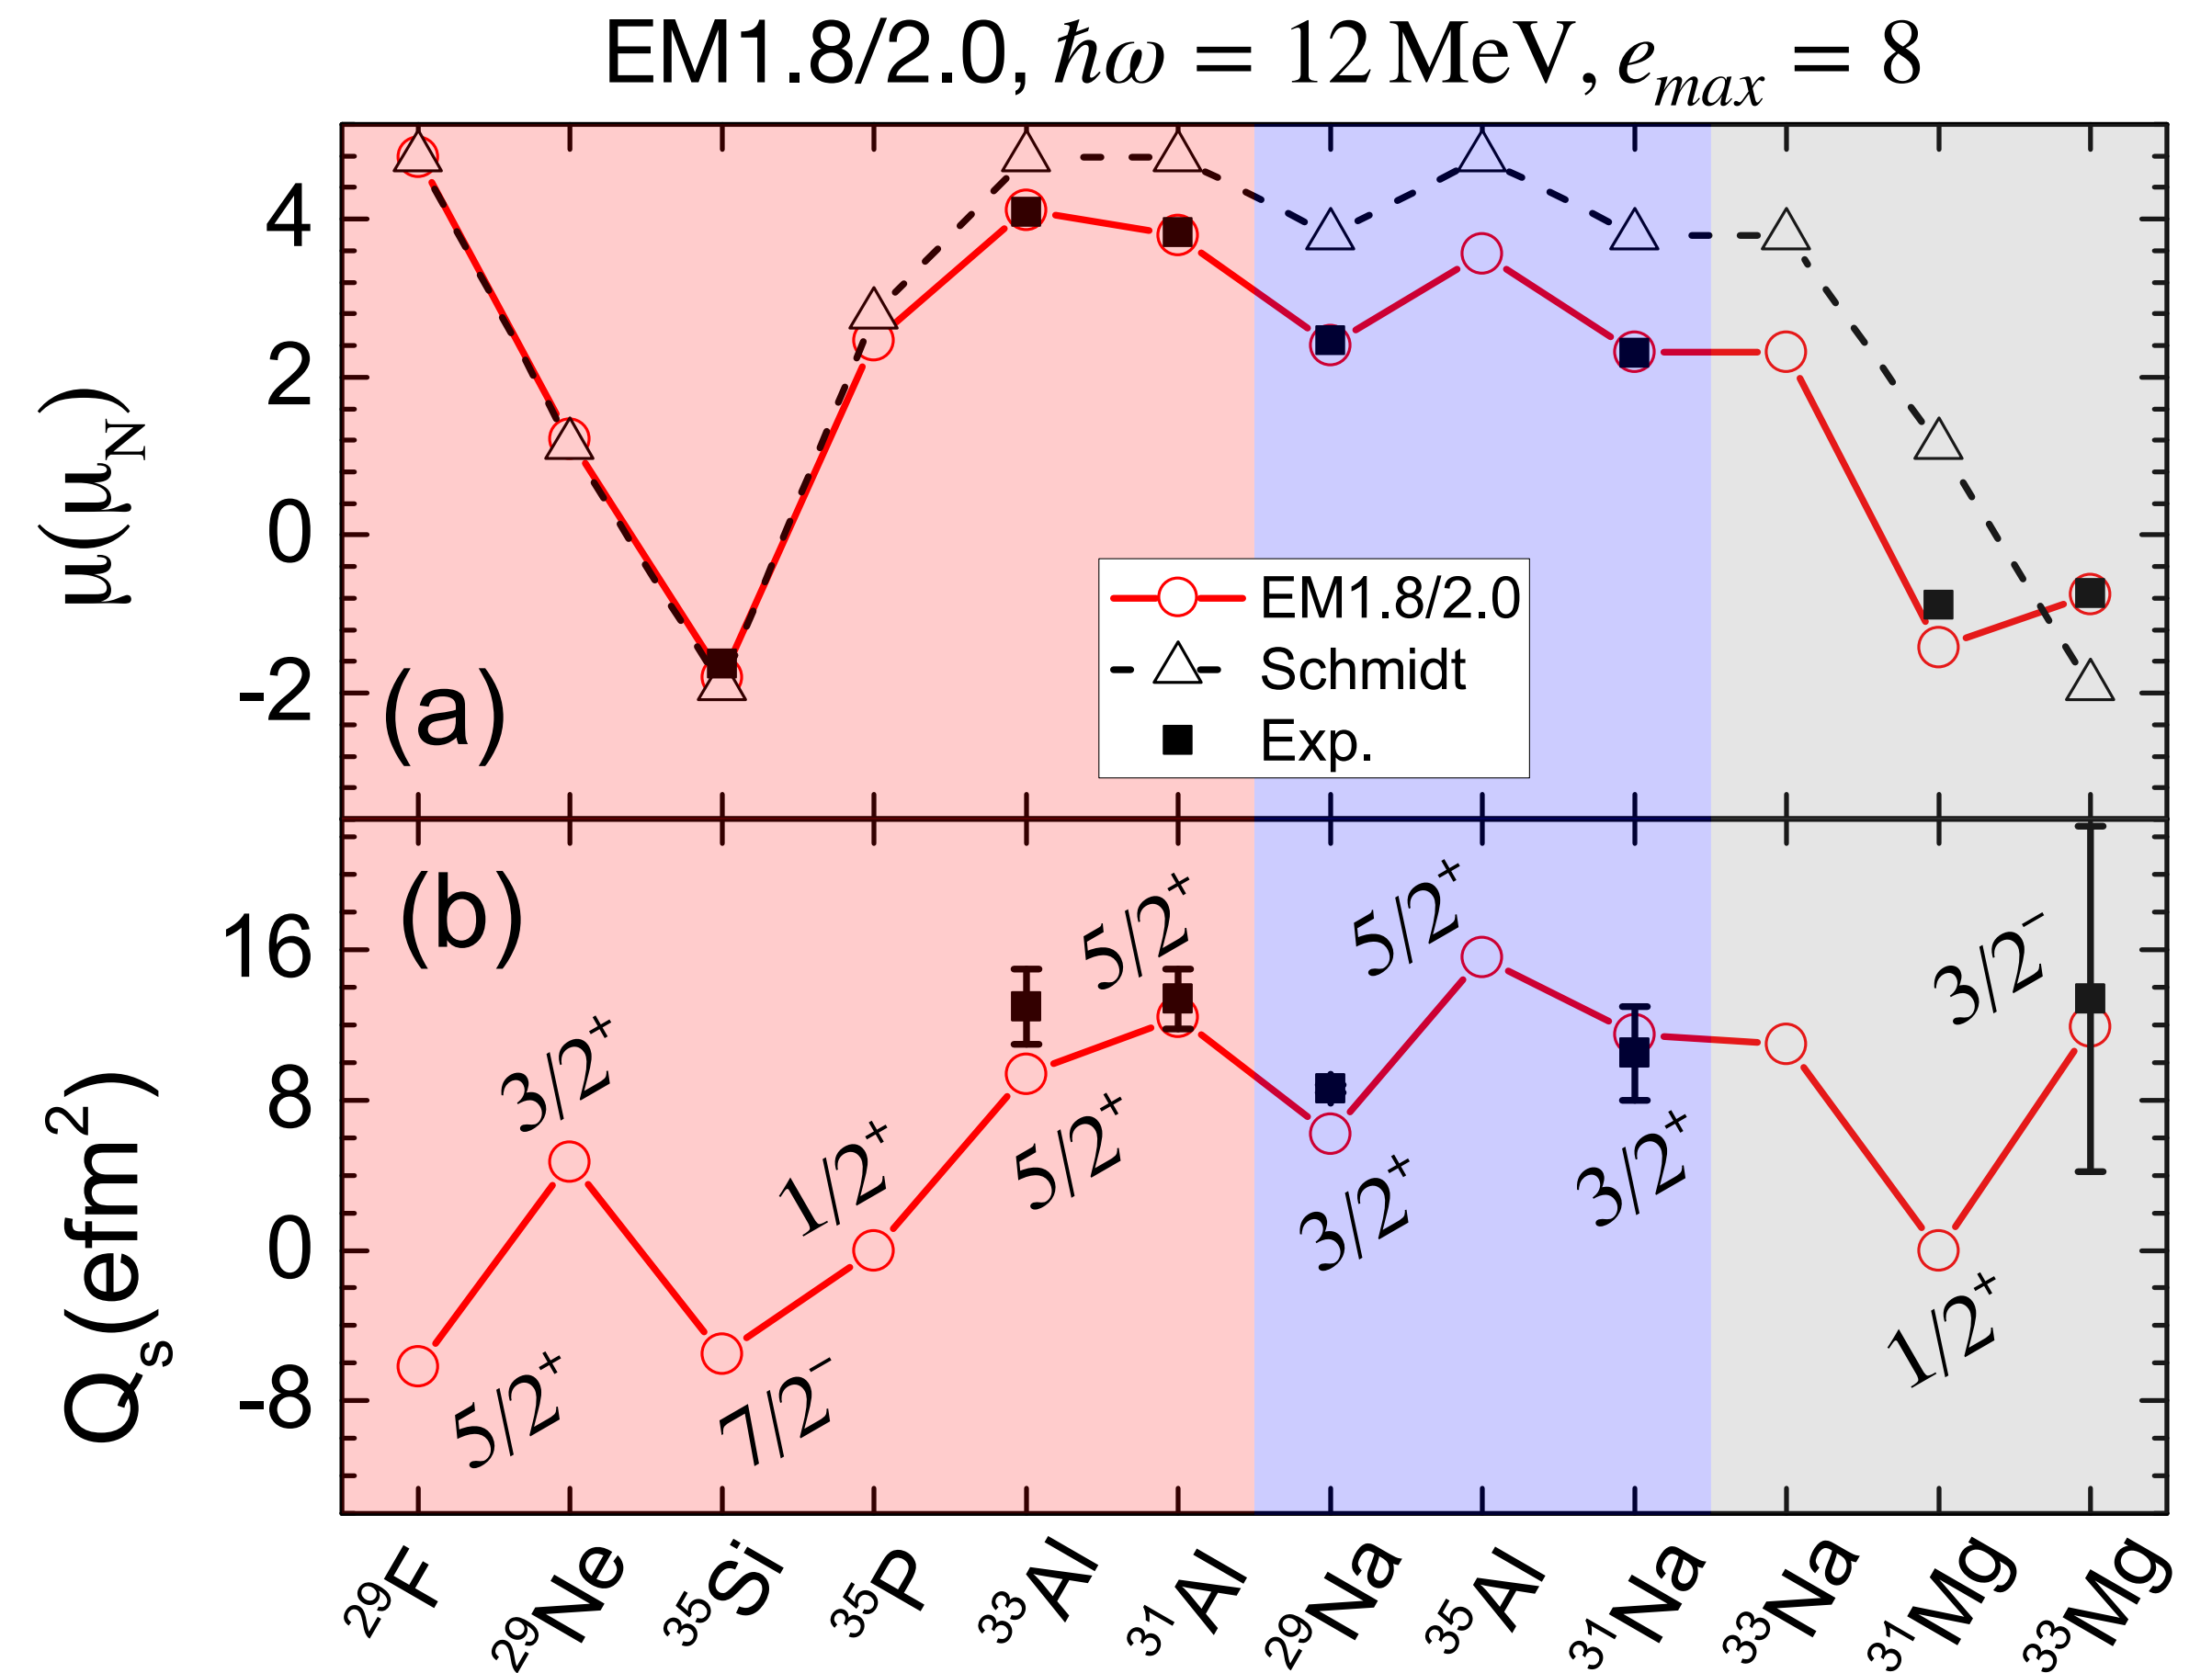 EM1.8/2.0, ℏω = 12 MeV, e_max = 8
μ(μ_N)
4
2
0
-2
(a)
EM1.8/2.0
Schmidt
Exp.
Q_s(efm²)
16
8
0
-8
(b)
5/2⁺
3/2⁺
7/2⁻
1/2⁺
5/2⁺
5/2⁺
3/2⁺
5/2⁺
3/2⁺
1/2⁺
3/2⁻
²⁹F
²⁹Ne
³⁵Si
³⁵P
³³Al
³¹Al
²⁹Na
³⁵Al
³¹Na
³³Na
³¹Mg
³³Mg